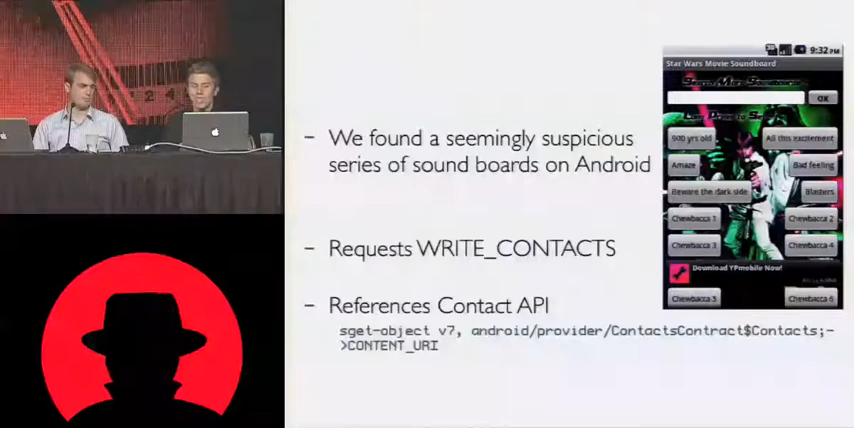 – We found a seemingly suspicious
series of sound boards on Android
– Requests WRITE_CONTACTS
– References Contact API
sget-object v7, android/provider/ContactsContract$Contacts;-
>CONTENT_URI
9:32 PM
Star Wars Movie Soundboard
OK
900 yrs old
All this excitement
Amaze
Bad feeling
Beware the dark side
Blasters
Chewbacca 1
Chewbacca 2
Chewbacca 3
Chewbacca 4
Download YPmobile Now!
Chewbacca 5
Chewbacca 6
2 4